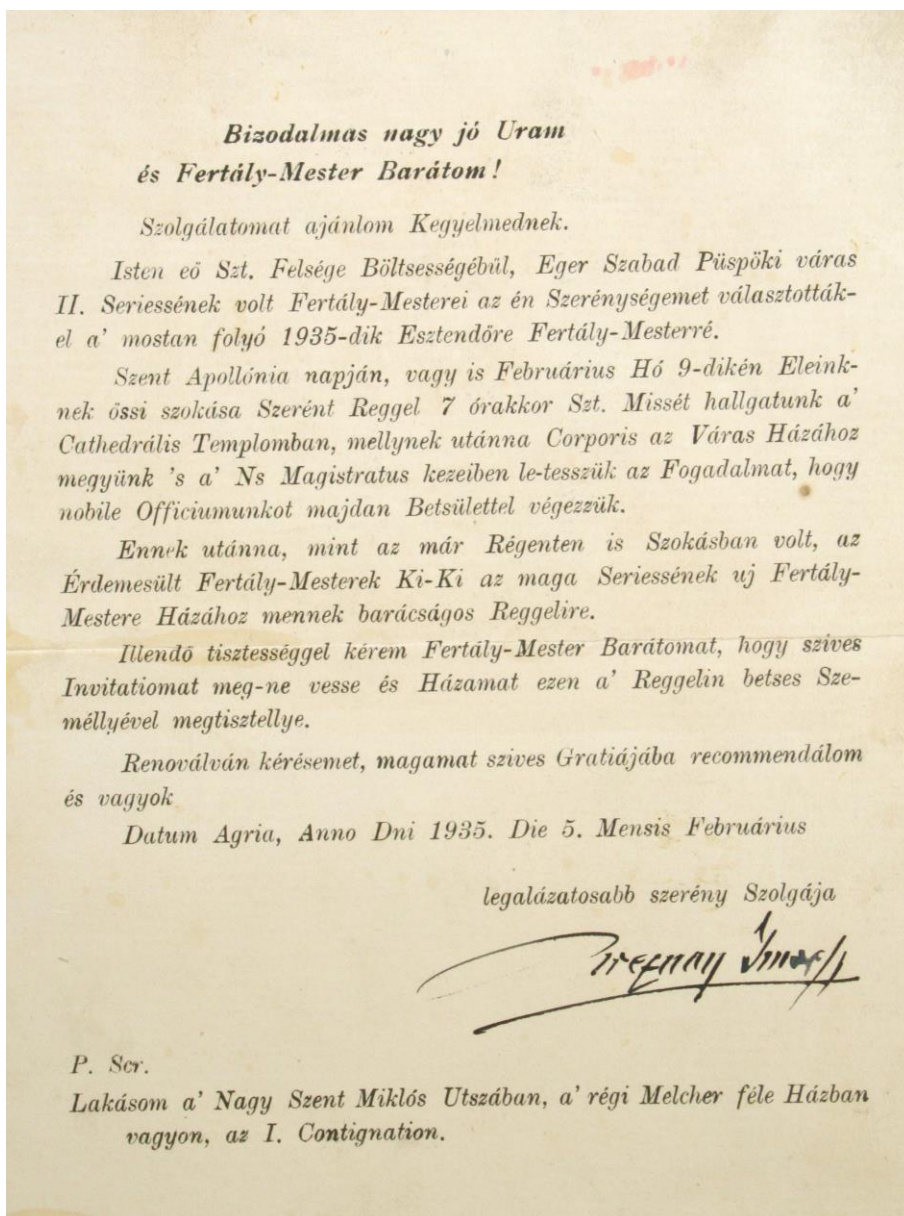 Bizodalmas nagy jó Uram
és Fertály-Mester Barátom!
Szolgálatomat ajánlom Kegyelmednek.
Isten eő Szt. Felsége Böltsességébül, Eger Szabad Püspöki váras
II. Seriessének volt Fertály-Mesterei az én Szerénységemet választották-
el a' mostan folyó 1935-dik Esztendőre Fertály-Mesterré.
Szent Apollónia napján, vagy is Februárius Hó 9-dikén Eleink-
nek össi szokása Szerént Reggel 7 órakkor Szt. Missét hallgatunk a'
Cathedrális Templomban, mellynek utánna Corporis az Város Házához
megyünk 's a' Ns Magistratus kezeiben le-tesszük az Fogadalmat, hogy
nobile Officiumunkot majdan Betsülettel végezzük.
Ennek utánna, mint az már Régenten is Szokásban volt, az
Érdemesült Fertály-Mesterek Ki-Ki az maga Seriessének uj Fertály-
Mestere Házához mennek barácságos Reggelire.
Illendő tisztességgel kérem Fertály-Mester Barátomat, hogy szives
Invitatiomat meg-ne vesse és Házamat ezen a' Reggelin betses Sze-
méllyével megtisztellye.
Renoválván kérésemet, magamat szives Gratiájába recommendálom
és vagyok
Datum Agria, Anno Dni 1935. Die 5. Mensis Februárius
legalázatosabb szerény Szolgája
P. Scr.
Lakásom a' Nagy Szent Miklós Utszában, a' régi Melcher féle Házban
vagyon, az I. Contignation.